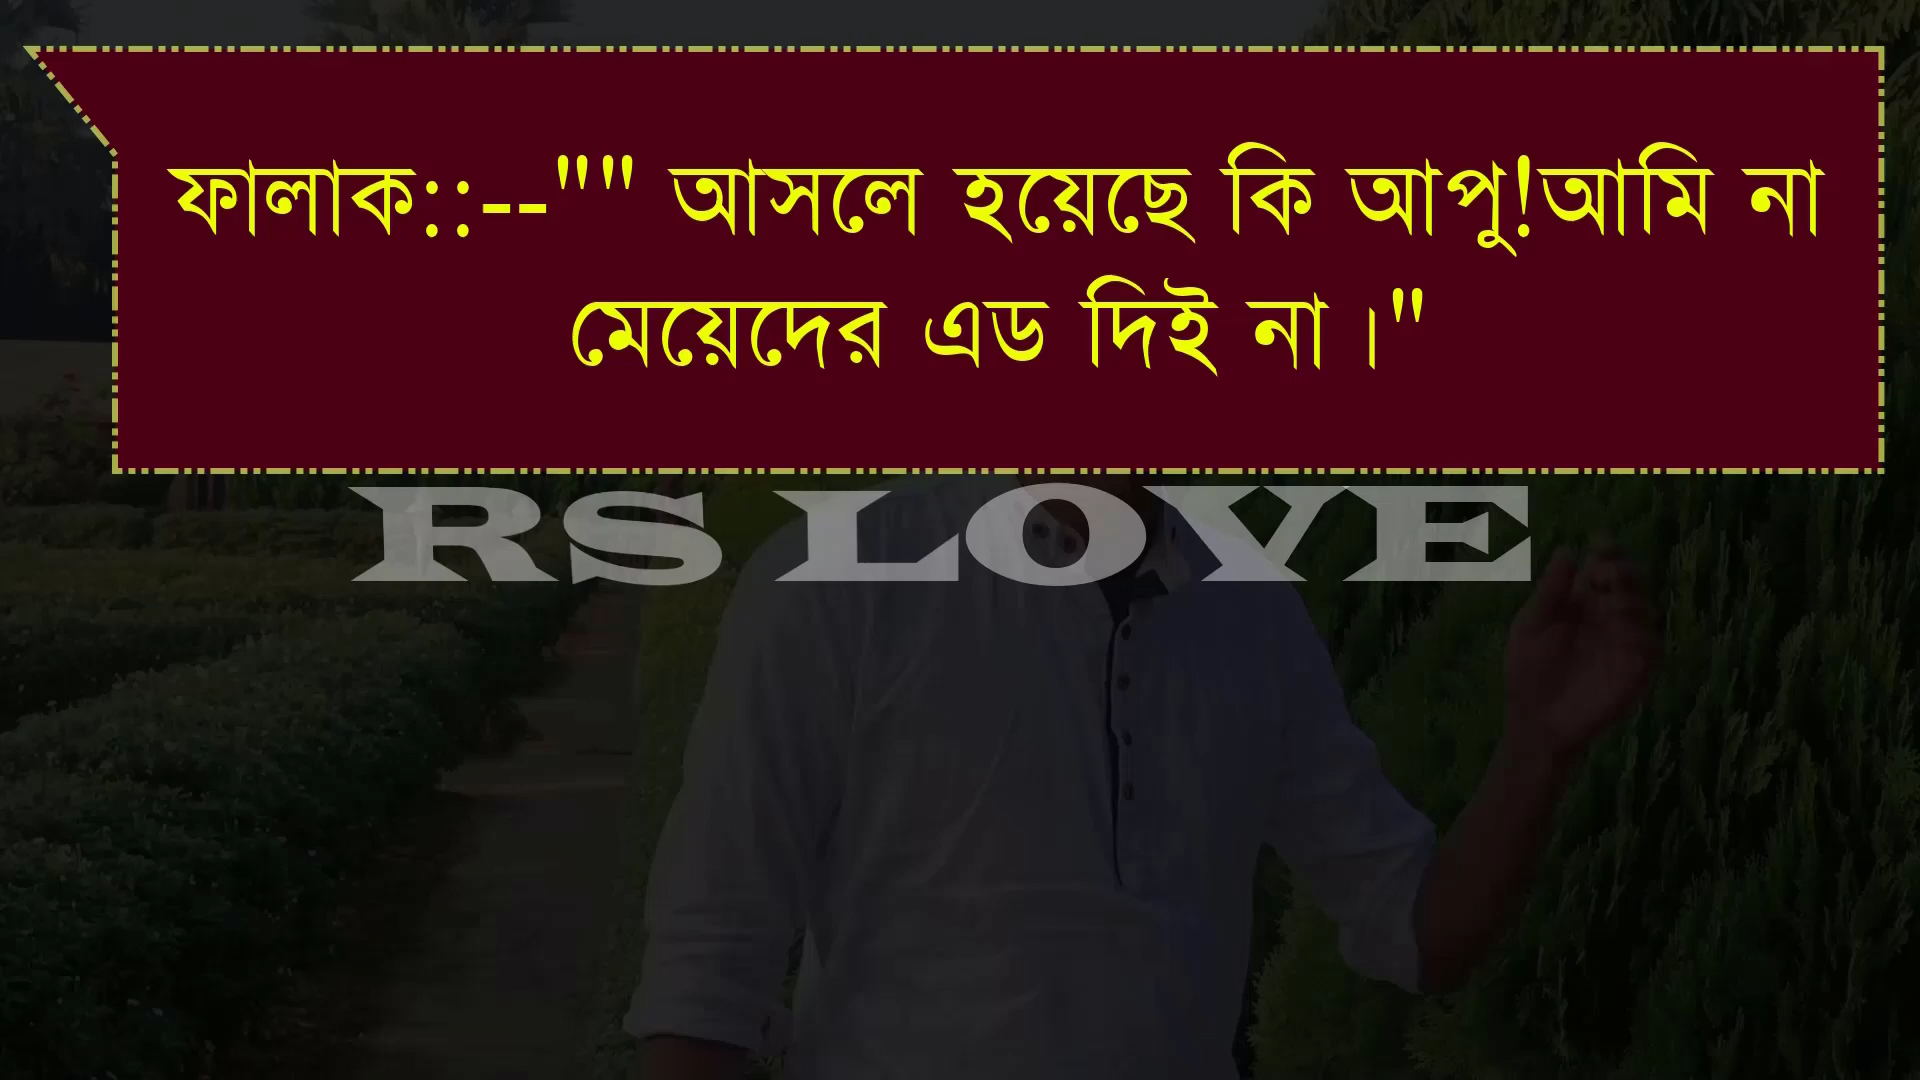 ফালাক::--"" আসলে হয়েছে কি আপু!আমি না
মেয়েদের এড দিই না।"
RS LOVE